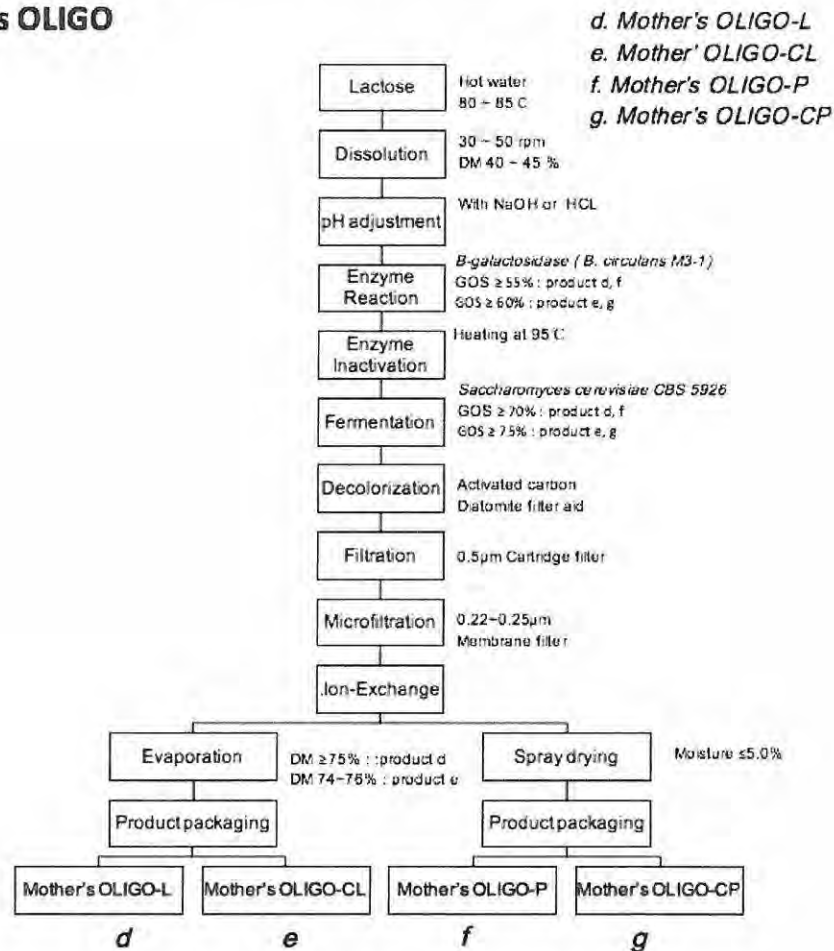 s OLIGO
d. Mother's OLIGO-L
e. Mother' OLIGO-CL
f. Mother's OLIGO-P
g. Mother's OLIGO-CP
Lactose
Hot water
80 ~ 85 C
Dissolution
30 ~ 50 rpm
DM 40 ~ 45 %
pH adjustment
With NaOH or HCL
Enzyme
Reaction
B-galactosidase ( B. circulans M3-1)
GOS ≥ 55% : product d, f
GOS ≥ 60% : product e, g
Enzyme
Inactivation
Heating at 95 C
Fermentation
Saccharomyces cerevisiae CBS 5926
GOS ≥ 70% : product d, f
GOS ≥ 75% : product e, g
Decolorization
Activated carbon
Diatomite filter aid
Filtration
0.5μm Cartridge filter
Microfiltration
0.22~0.25μm
Membrane filter
.Ion-Exchange
Evaporation
DM ≥75% : :product d
DM 74~76% : product e
Spray drying
Moisture ≤5.0%
Product packaging
Product packaging
Mother's OLIGO-L
Mother's OLIGO-CL
Mother's OLIGO-P
Mother's OLIGO-CP
d
e
f
g